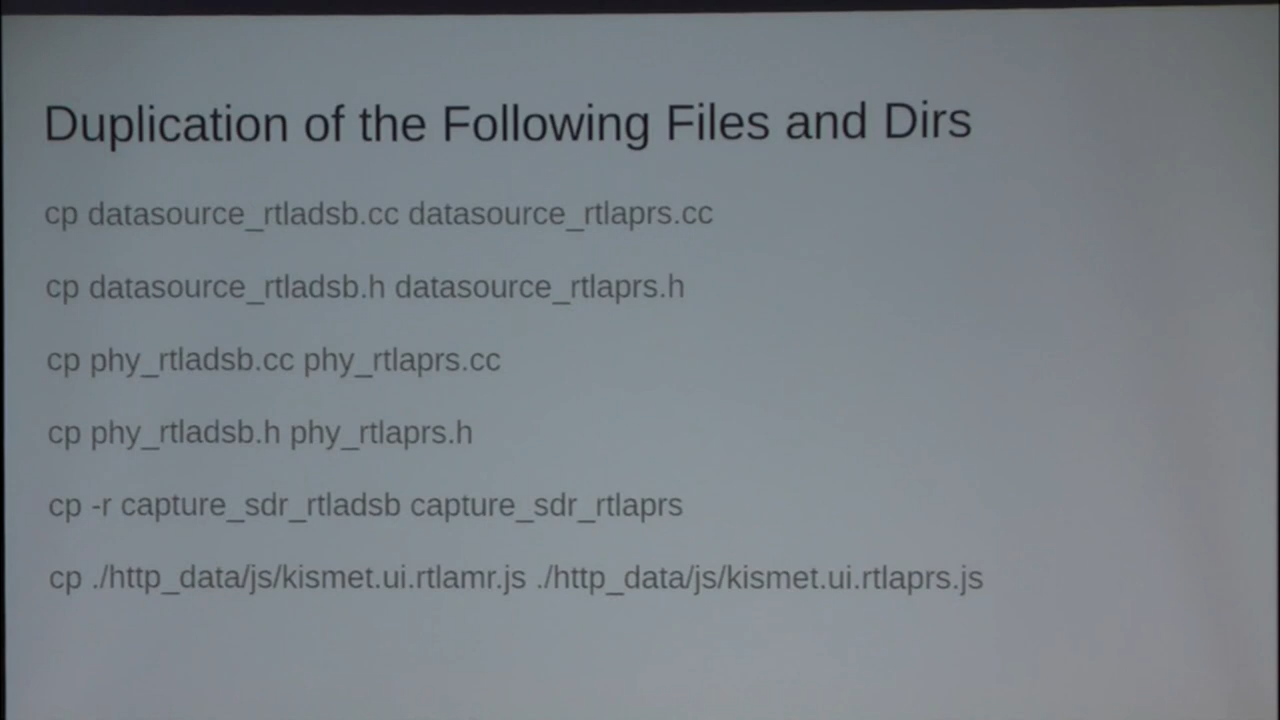 Duplication of the Following Files and Dirs
cp datasource_rtladsb.cc datasource_rtlaprs.cc
cp datasource_rtladsb.h datasource_rtlaprs.h
cp phy_rtladsb.cc phy_rtlaprs.cc
cp phy_rtladsb.h phy_rtlaprs.h
cp -r capture_sdr_rtladsb capture_sdr_rtlaprs
cp ./http_data/js/kismet.ui.rtlamr.js ./http_data/js/kismet.ui.rtlaprs.js